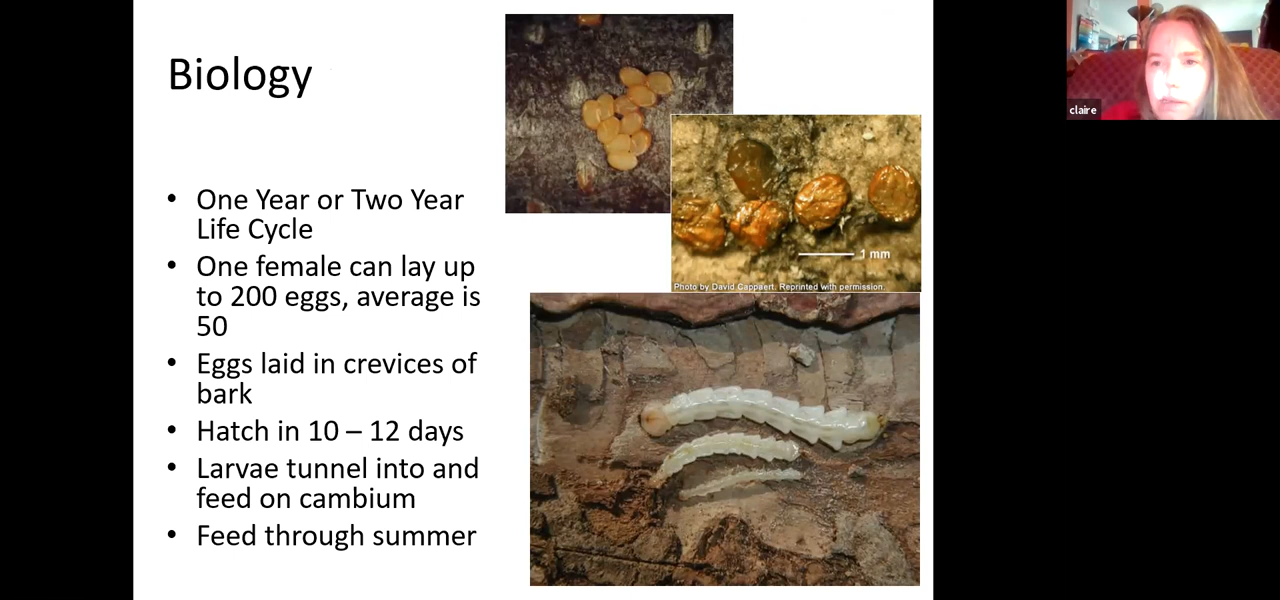 Biology
• One Year or Two Year
Life Cycle
• One female can lay up
to 200 eggs, average is
50
• Eggs laid in crevices of
bark
• Hatch in 10 – 12 days
• Larvae tunnel into and
feed on cambium
• Feed through summer
1 mm
Photo by David Cappaert. Reprinted with permission.
claire